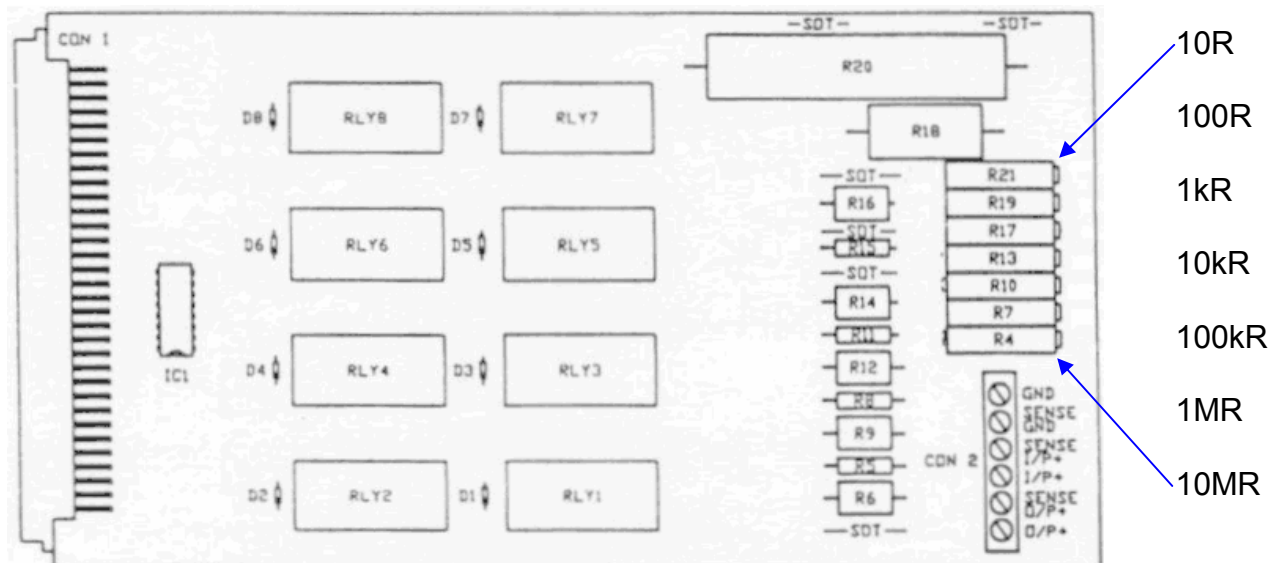 —SOT—
—SOT—
CON 1
R20
10R
D8
RLY8
D7
RLY7
100R
R18
—SOT—
R21
R16
R19
1kR
—SOT—
R17
D6
RLY6
D5
RLY5
R15
R13
10kR
—SOT—
R10
R14
R7
R11
R4
100kR
IC1
D4
RLY4
D3
RLY3
R12
GND
R8
SENSE
GND
1MR
R9
SENSE
I/P+
CON 2
R5
I/P+
10MR
D2
RLY2
D1
RLY1
R6
SENSE
O/P+
—SOT—
O/P+